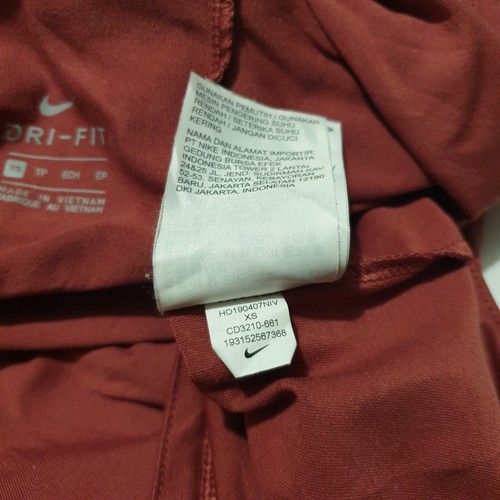 DRI-FIT
XS TP ECH EP
MADE IN VIETNAM
FABRIQUE AU VIETNAM
GUNAKAN PEMUTIH / GUNAKAN
MESIN PENGERING SUHU
RENDAH / SETERIKA SUHU
RENDAH / JANGAN DICUCI
KERING
NAMA DAN ALAMAT IMPORTIR:
PT NIKE INDONESIA, JAKARTA
GEDUNG BURSA EFEK
INDONESIA TOWER 2 LANTAI
24&25 JL. JEND. SUDIRMAN KAV
52-53, SENAYAN, KEBAYORAN
BARU, JAKARTA SELATAN 12190
DKI JAKARTA, INDONESIA
HO190407NIV
XS
CD3210-661
193152567368